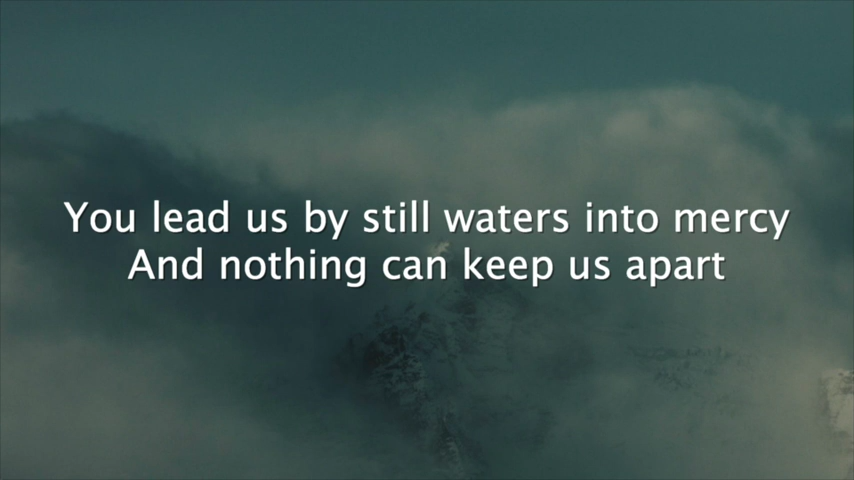 You lead us by still waters into mercy
And nothing can keep us apart